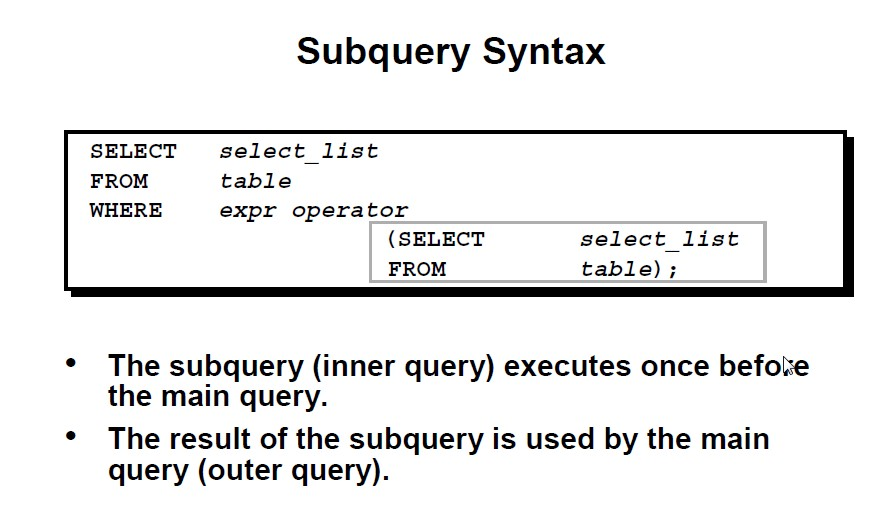 Subquery Syntax
SELECT select_list
FROM table
WHERE expr operator
(SELECT select_list
FROM table);
• The subquery (inner query) executes once before
the main query.
• The result of the subquery is used by the main
query (outer query).